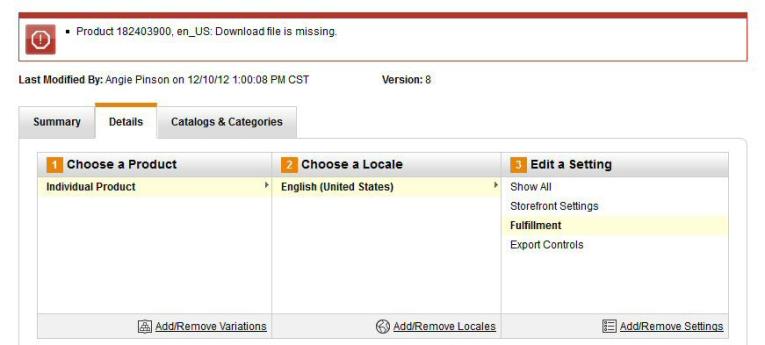 Product 182403900, en_US: Download file is missing.
Last Modified By: Angie Pinson on 12/10/12 1:00:08 PM CST Version: 8
Summary Details Catalogs & Categories
1 Choose a Product 2 Choose a Locale 3 Edit a Setting
Individual Product English (United States) Show All
Storefront Settings
Fulfillment
Export Controls
Add/Remove Variations Add/Remove Locales Add/Remove Settings